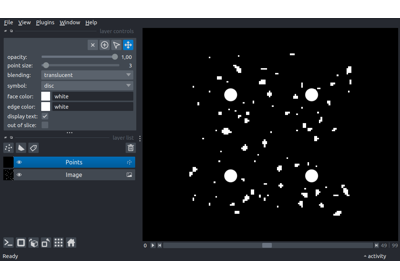 File View Plugins Window Help
layer controls
opacity: 1.00
point size: 3
blending: translucent
symbol: disc
face color: white
edge color: white
display text:
out of slice:
layer list
Points
Image
0 49 99
Ready activity